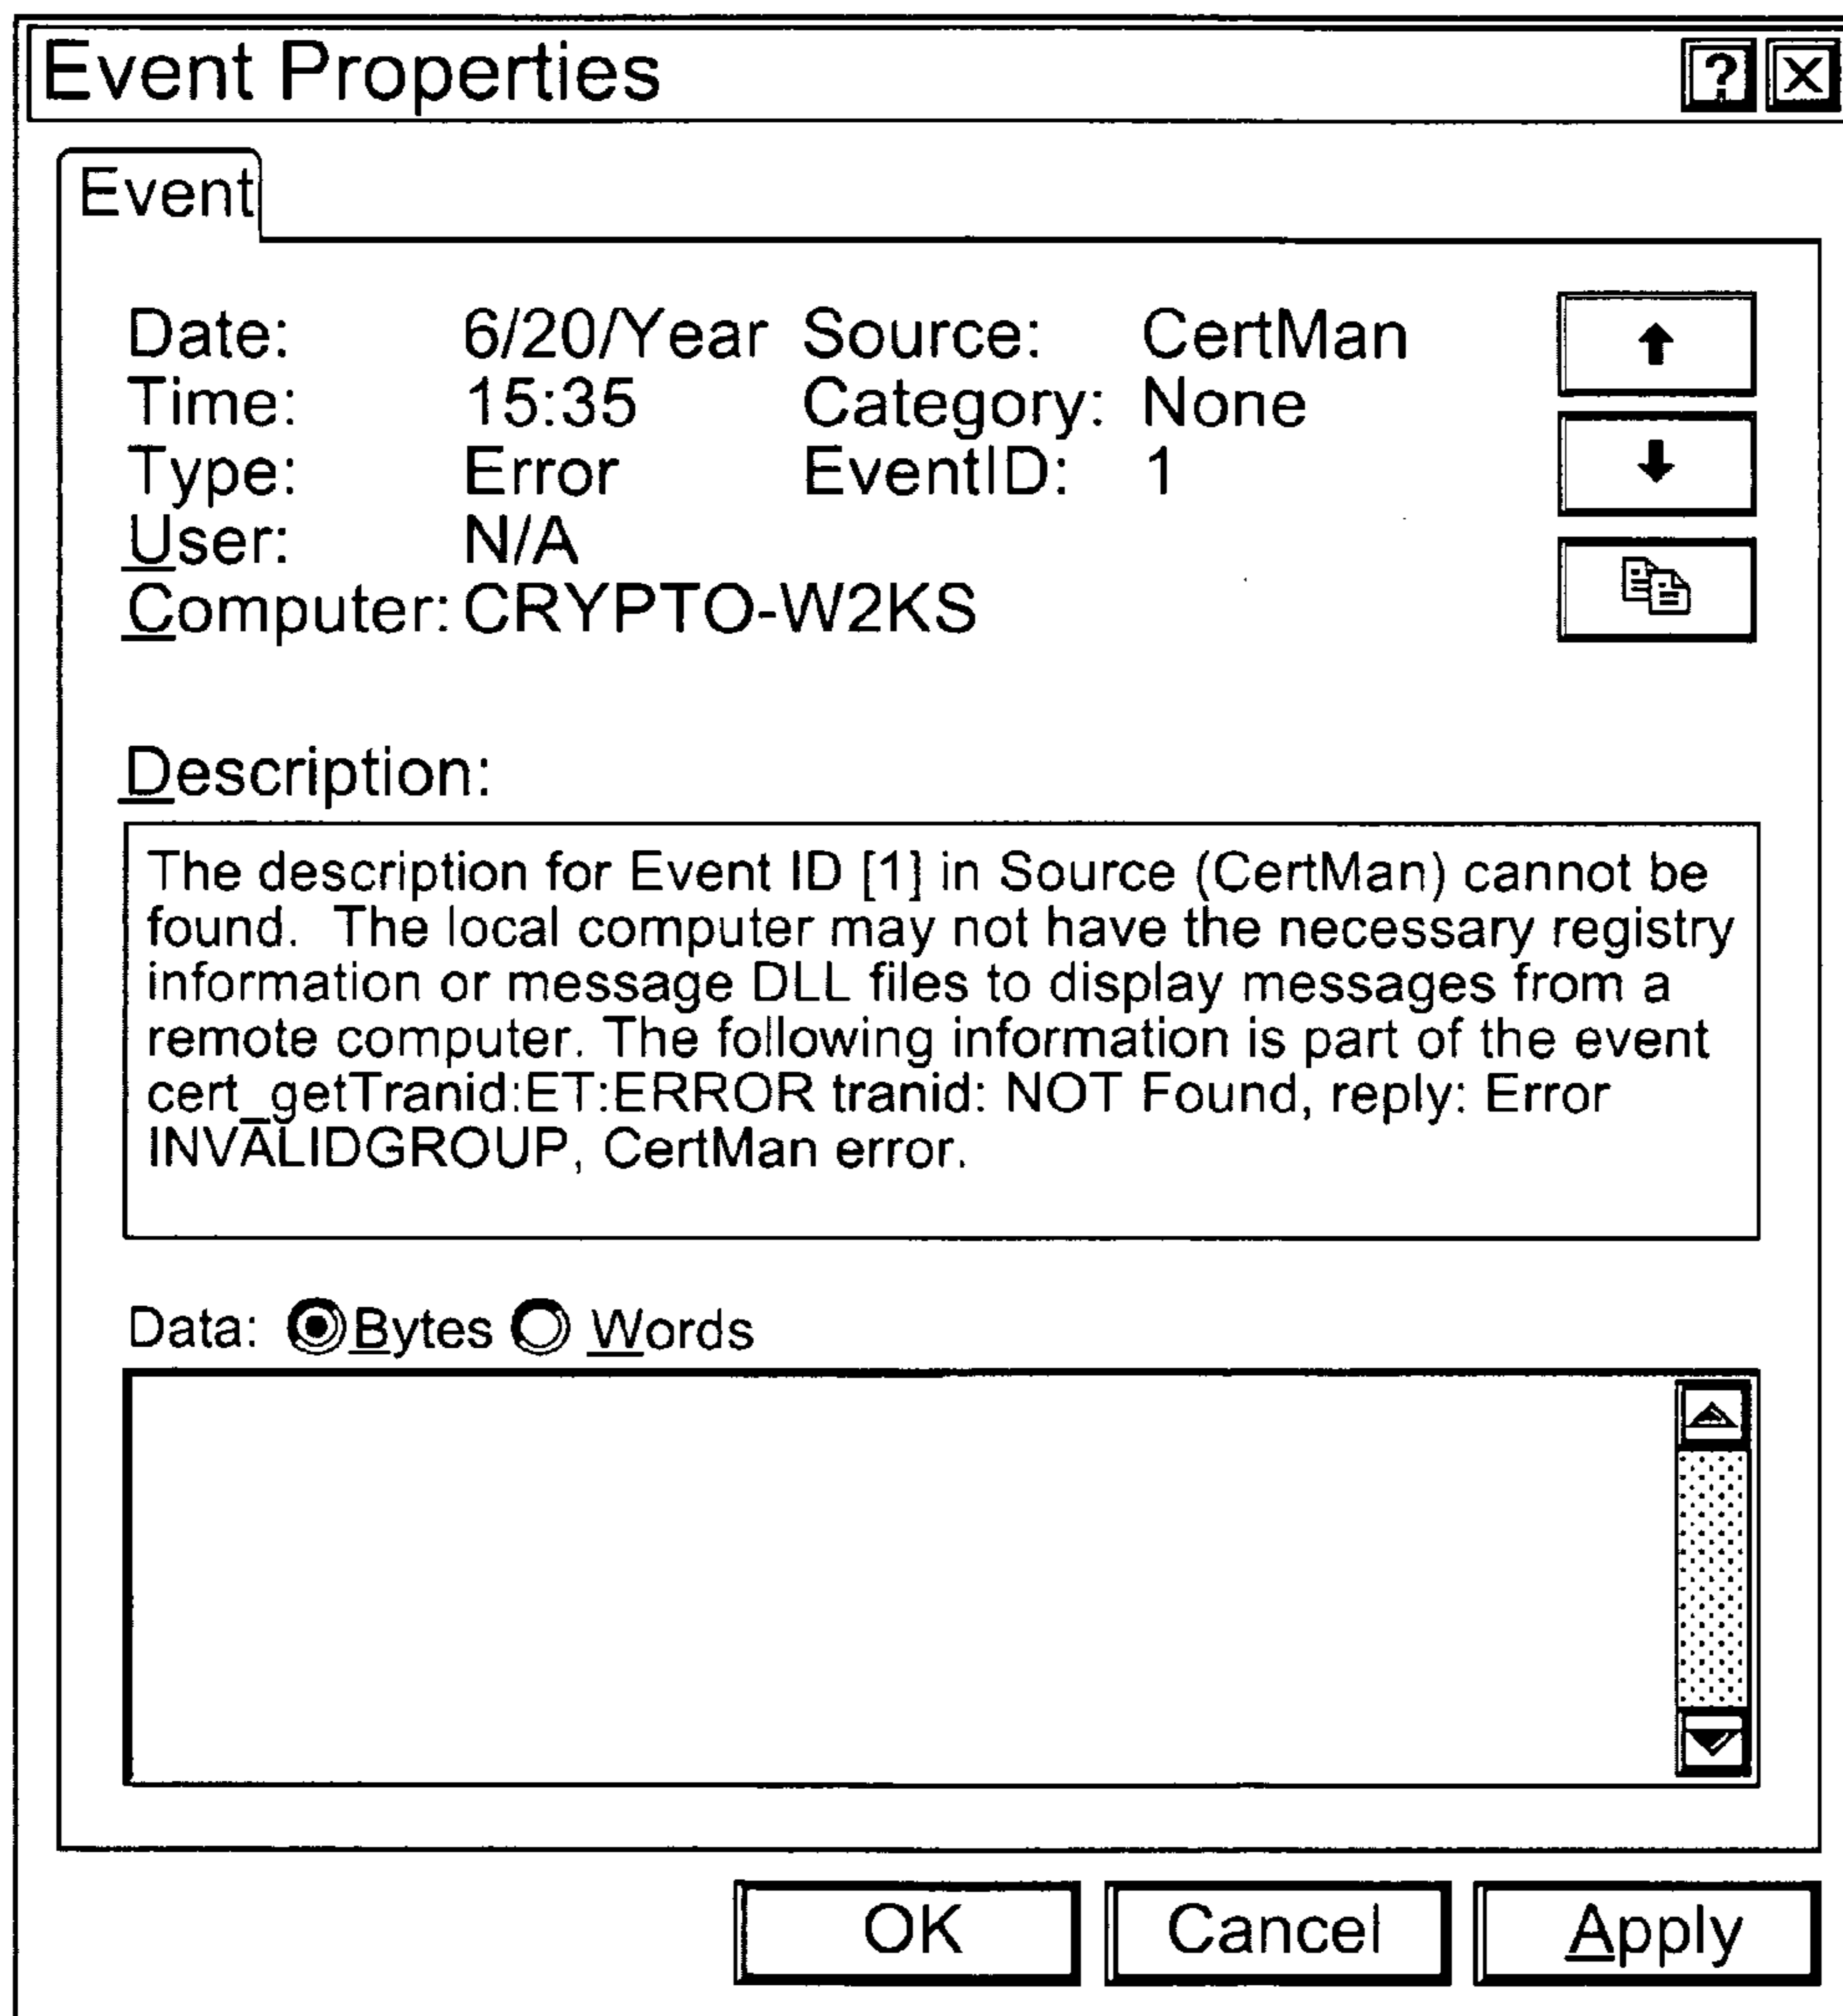 Event Properties ? X
Event
Date: 6/20/Year Source: CertMan
Time: 15:35 Category: None
Type: Error EventID: 1
User: N/A
Computer: CRYPTO-W2KS
Description:
The description for Event ID [1] in Source (CertMan) cannot be
found. The local computer may not have the necessary registry
information or message DLL files to display messages from a
remote computer. The following information is part of the event
cert_getTranid:ET:ERROR tranid: NOT Found, reply: Error
INVALIDGROUP, CertMan error.
Data: Bytes Words
OK Cancel Apply